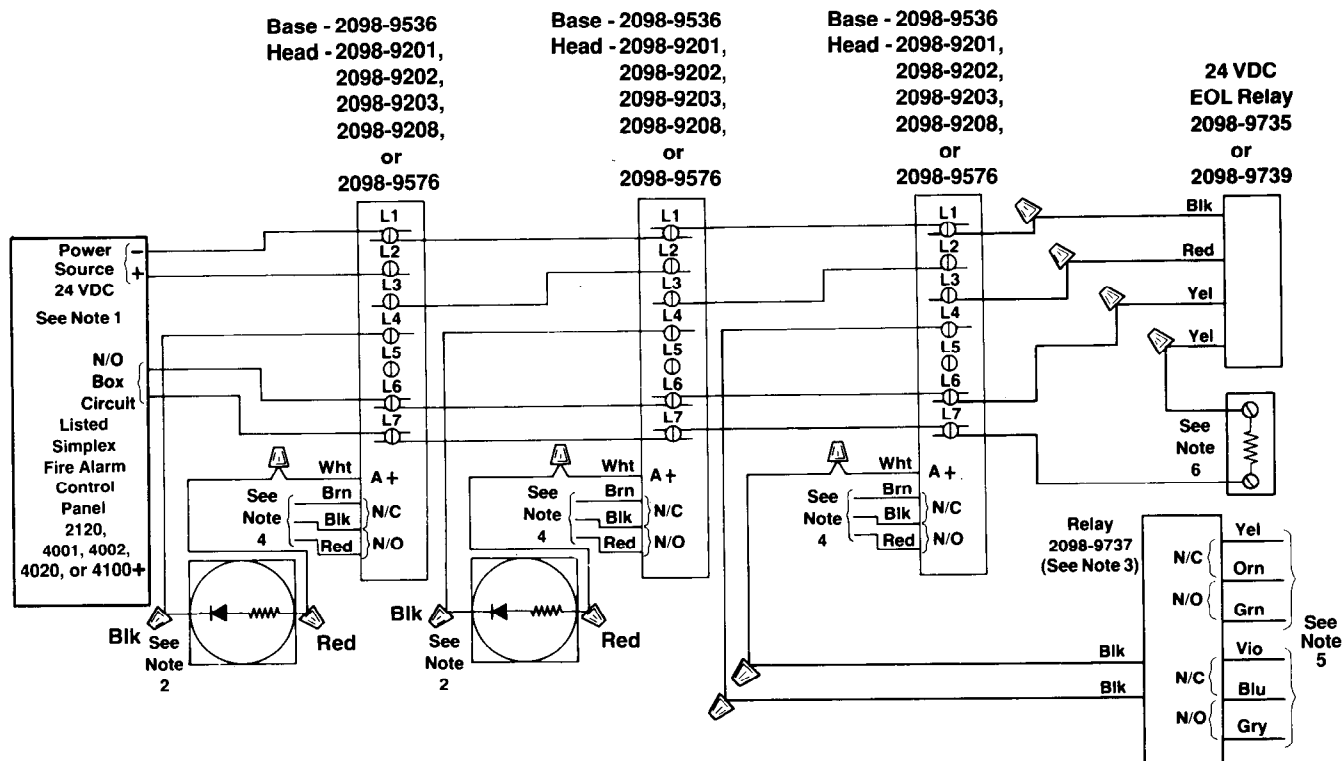 Base - 2098-9536
Head - 2098-9201,
2098-9202,
2098-9203,
2098-9208,
or
2098-9576
Base - 2098-9536
Head - 2098-9201,
2098-9202,
2098-9203,
2098-9208,
or
2098-9576
Base - 2098-9536
Head - 2098-9201,
2098-9202,
2098-9203,
2098-9208,
or
2098-9576
24 VDC
EOL Relay
2098-9735
or
2098-9739
Power -
Source +
24 VDC
See Note 1
N/O
Box
Circuit
Listed
Simplex
Fire Alarm
Control
Panel
2120,
4001, 4002,
4020, or 4100+
L1
L2
L3
L4
L5
L6
L7
A +
N/C
N/O
Wht
Brn
Blk
Red
See
Note
4
Blk
See
Note
2
Red
L1
L2
L3
L4
L5
L6
L7
A +
N/C
N/O
Wht
Brn
Blk
Red
See
Note
4
Blk
See
Note
2
Red
L1
L2
L3
L4
L5
L6
L7
A +
N/C
N/O
Wht
Brn
Blk
Red
See
Note
4
Blk
Red
Yel
Yel
See
Note
6
Relay
2098-9737
(See Note 3)
Blk
Blk
N/C
N/O
N/C
N/O
Yel
Orn
Grn
Vio
Blu
Gry
See
Note
5